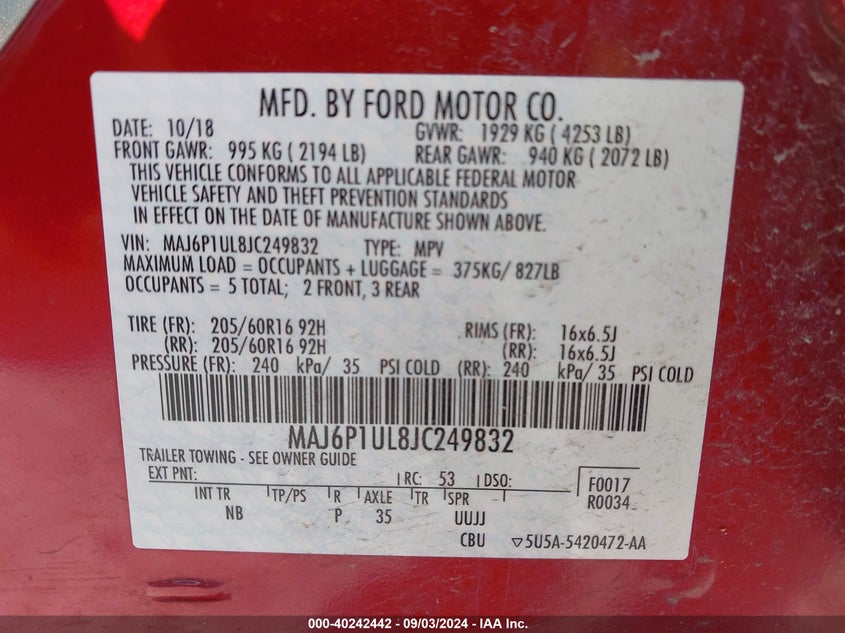 MFD. BY FORD MOTOR CO.
DATE: 10/18 GVWR: 1929 KG ( 4253 LB)
FRONT GAWR: 995 KG ( 2194 LB) REAR GAWR: 940 KG ( 2072 LB)
THIS VEHICLE CONFORMS TO ALL APPLICABLE FEDERAL MOTOR
VEHICLE SAFETY AND THEFT PREVENTION STANDARDS
IN EFFECT ON THE DATE OF MANUFACTURE SHOWN ABOVE.
VIN: MAJ6P1UL8JC249832 TYPE: MPV
MAXIMUM LOAD = OCCUPANTS + LUGGAGE = 375KG/ 827LB
OCCUPANTS = 5 TOTAL; 2 FRONT, 3 REAR
TIRE (FR): 205/60R16 92H RIMS (FR): 16x6.5J
(RR): 205/60R16 92H (RR): 16x6.5J
PRESSURE (FR): 240 kPa/ 35 PSI COLD (RR): 240 kPa/ 35 PSI COLD
MAJ6P1UL8JC249832
TRAILER TOWING - SEE OWNER GUIDE
EXT PNT: RC: 53 DSO: F0017
R0034
INT TR TP/PS R AXLE TR SPR
NB P 35 UUJJ
CBU ▽5U5A-5420472-AA
000-40242442 - 09/03/2024 - IAA Inc.